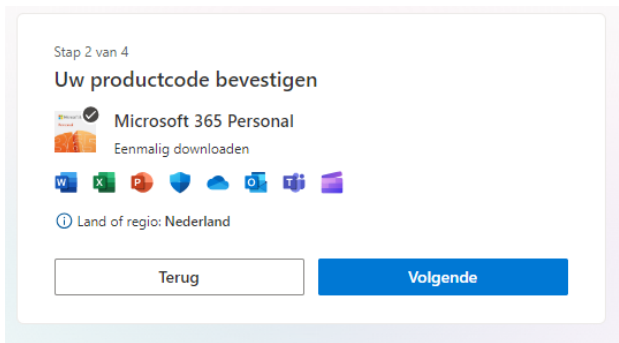 Stap 2 van 4
Uw productcode bevestigen
Microsoft 365 Personal
Eenmalig downloaden
Land of regio: Nederland
Terug
Volgende